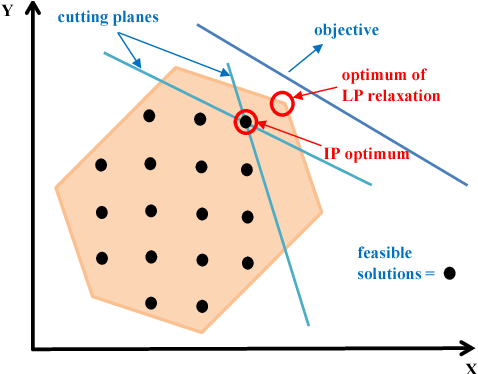 Y
cutting planes
objective
optimum of
LP relaxation
IP optimum
feasible
solutions =
X